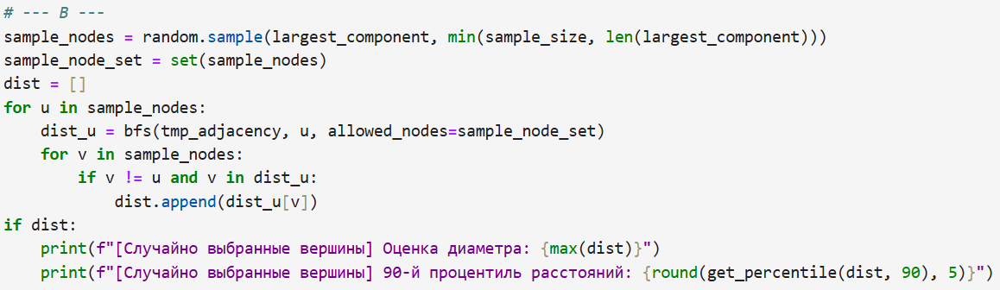 # --- B ---
sample_nodes = random.sample(largest_component, min(sample_size, len(largest_component)))
sample_node_set = set(sample_nodes)
dist = []
for u in sample_nodes:
    dist_u = bfs(tmp_adjacency, u, allowed_nodes=sample_node_set)
    for v in sample_nodes:
        if v != u and v in dist_u:
            dist.append(dist_u[v])
if dist:
    print(f"[Случайно выбранные вершины] Оценка диаметра: {max(dist)}")
    print(f"[Случайно выбранные вершины] 90-й процентиль расстояний: {round(get_percentile(dist, 90), 5)}")